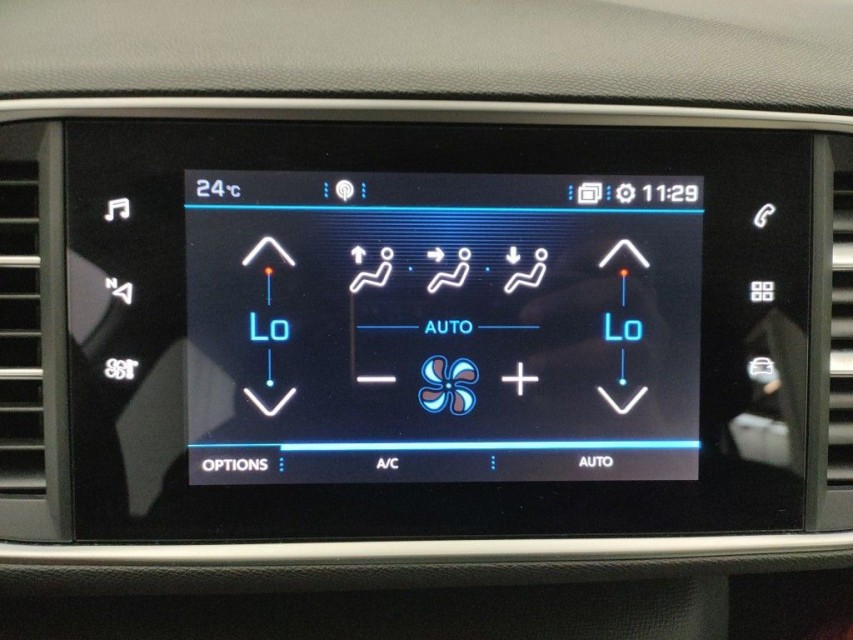 24°C 11:29
N
Lo AUTO Lo
OPTIONS A/C AUTO